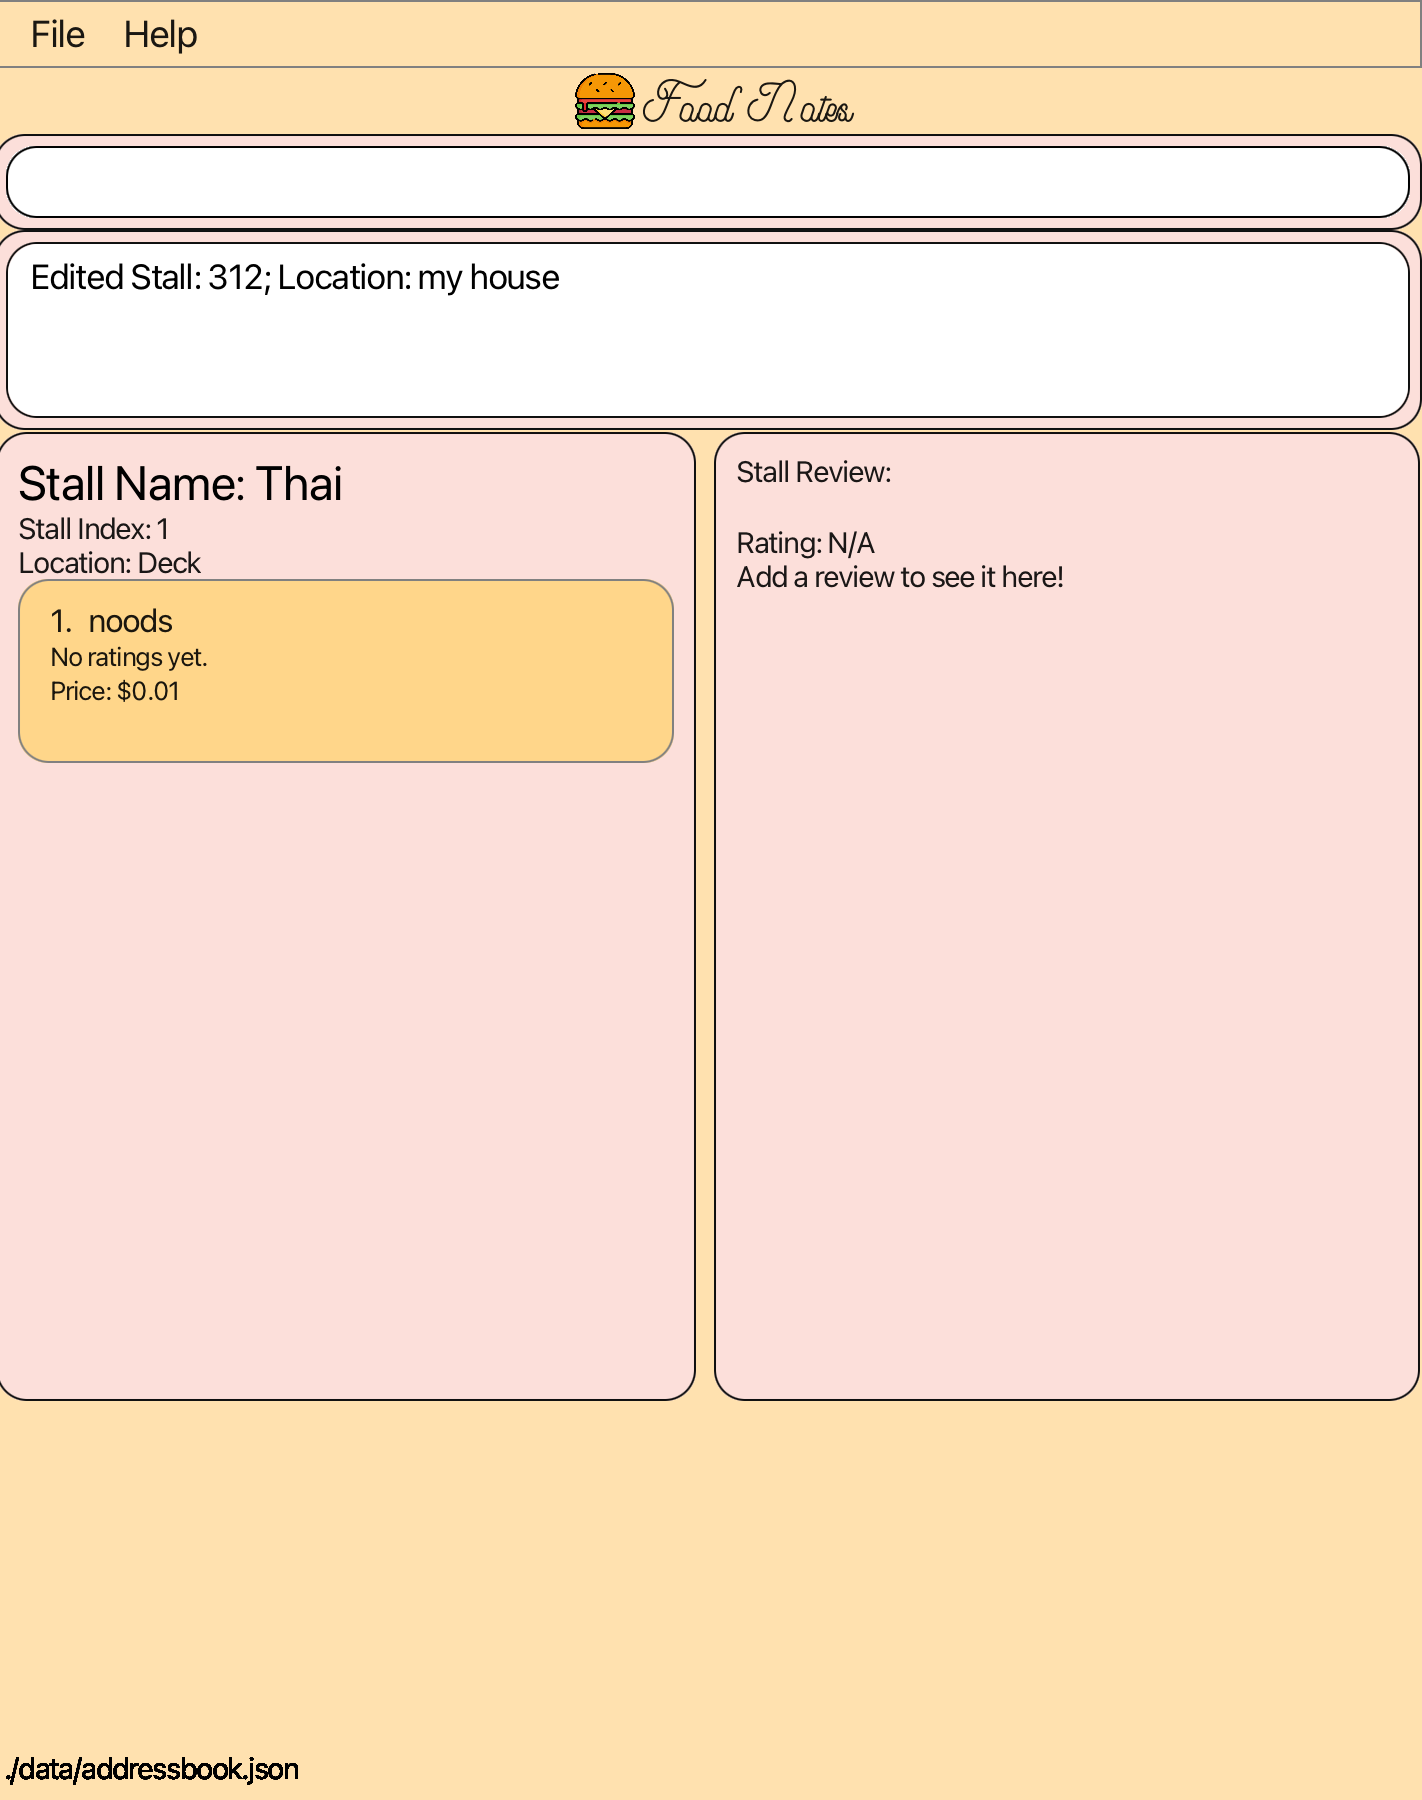 File Help
Food Notes
Edited Stall: 312; Location: my house
Stall Name: Thai
Stall Index: 1
Location: Deck
1. noods
No ratings yet.
Price: $0.01
Stall Review:
Rating: N/A
Add a review to see it here!
./data/addressbook.json